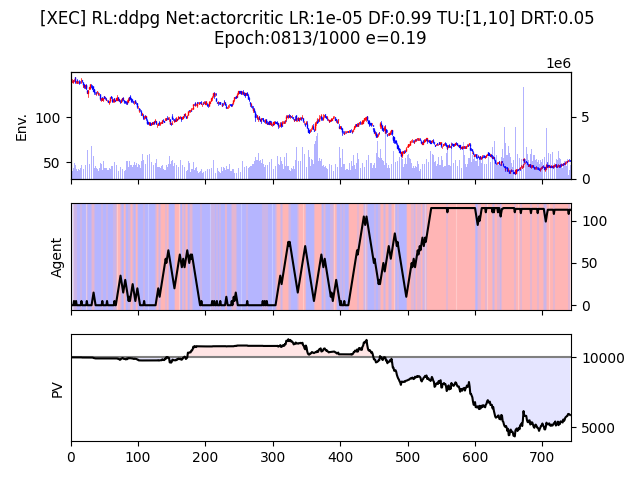 [XEC] RL:ddpg Net:actorcritic LR:1e-05 DF:0.99 TU:[1,10] DRT:0.05
Epoch:0813/1000 e=0.19
1e6
Env.
100
50
5
0
Agent
100
50
0
PV
10000
5000
0 100 200 300 400 500 600 700